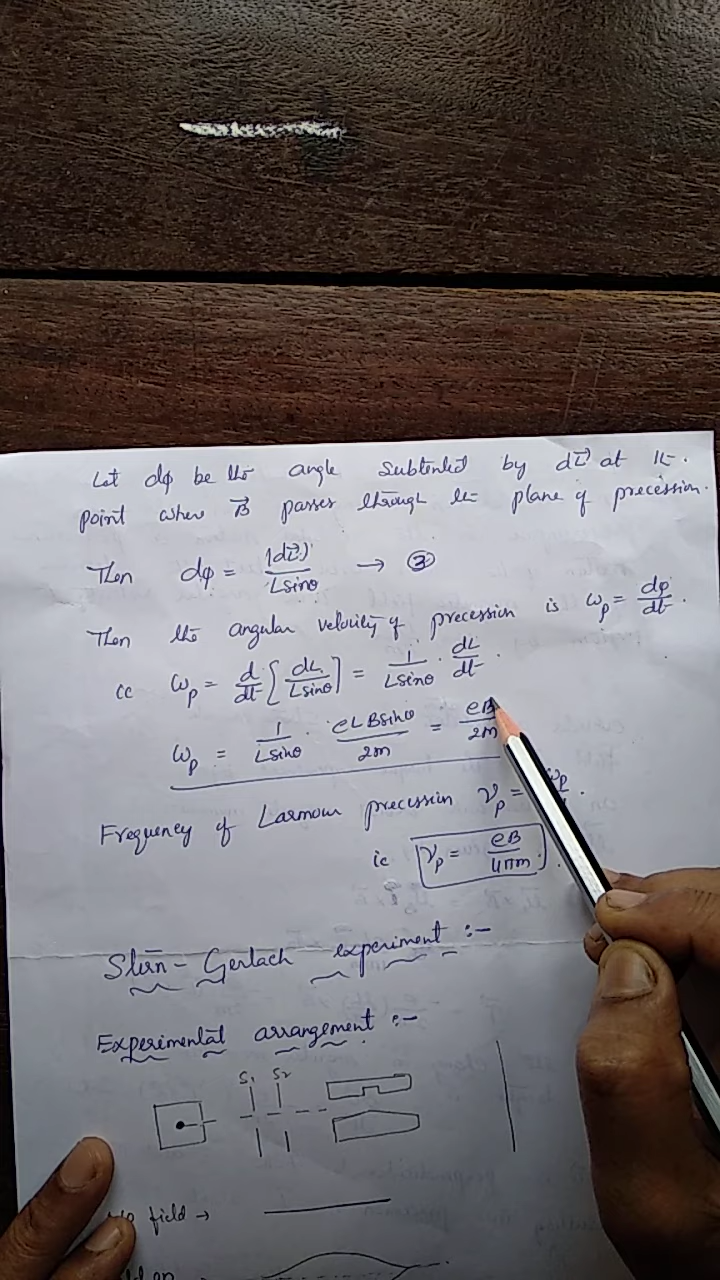 Let dφ be the angle subtended by dL⃗ at the
point where B⃗ passes through the plane of precession.
Then dφ = |dL⃗| / L sinθ → ③
Then the angular velocity of precession is ωp = dφ/dt.
ie ωp = d/dt [dL / L sinθ] = 1/L sinθ · dL/dt.
ωp = 1/L sinθ · eLB sinθ / 2m = eB / 2m
Frequency of Larmour precession νp = ωp
ie νp = eB / 4πm.
Stern-Gerlach experiment :-
Experimental arrangement :-
S₁ S₂
No field →